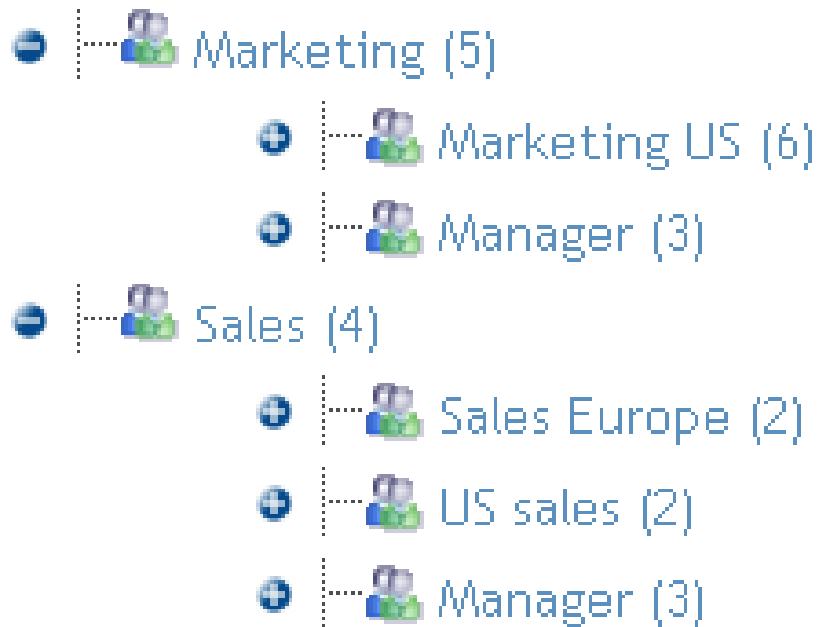 Marketing (5)
Marketing US (6)
Manager (3)
Sales (4)
Sales Europe (2)
US sales (2)
Manager (3)